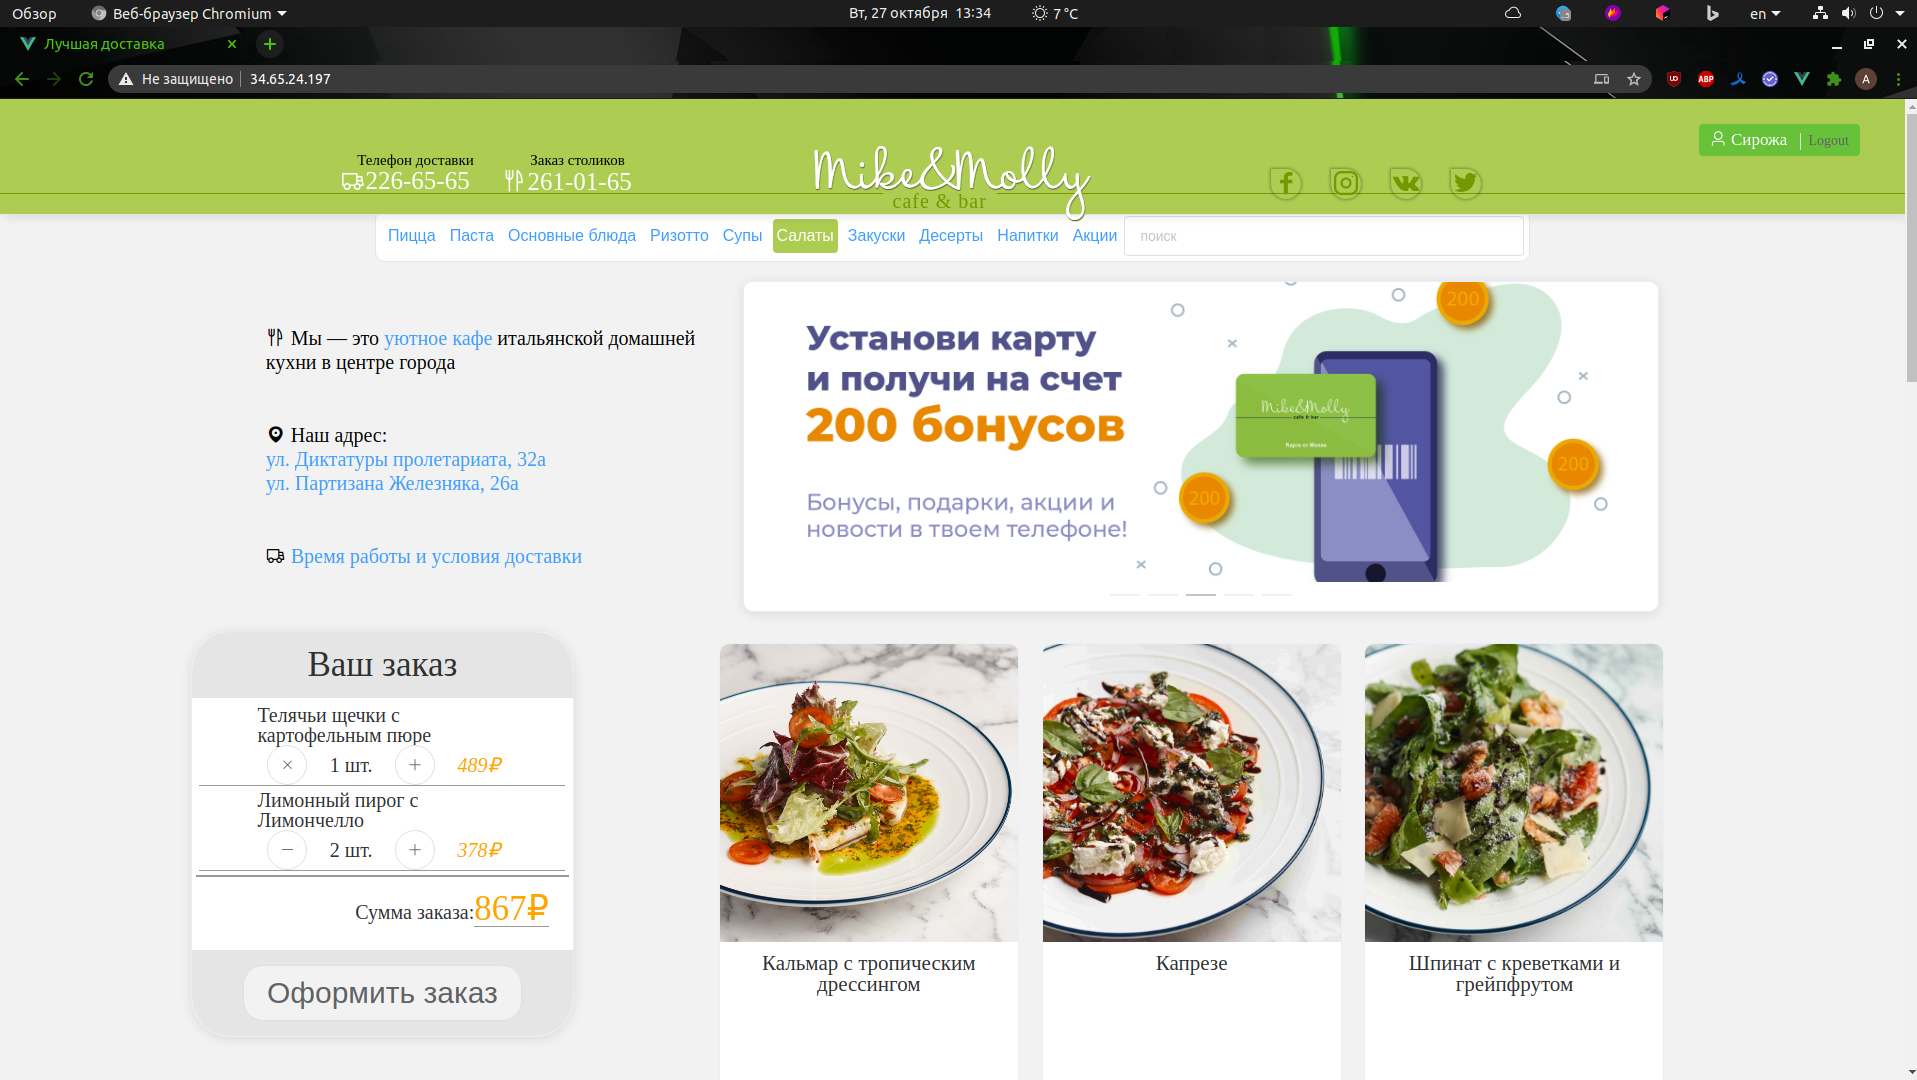 Обзор
Веб-браузер Chromium
Вт, 27 октября 13:34
7 °C
en
Лучшая доставка
Не защищено
34.65.24.197
UD
ABP
A
Телефон доставки
226-65-65
Заказ столиков
261-01-65
Mike&Molly
cafe & bar
Сирожа
Logout
Пицца
Паста
Основные блюда
Ризотто
Супы
Салаты
Закуски
Десерты
Напитки
Акции
поиск
Мы — это уютное кафе итальянской домашней
кухни в центре города
Наш адрес:
ул. Диктатуры пролетариата, 32а
ул. Партизана Железняка, 26а
Время работы и условия доставки
Установи карту
и получи на счет
200 бонусов
Бонусы, подарки, акции и
новости в твоем телефоне!
200
Mike&Molly
cafe & bar
Карта от Молли
200
200
Ваш заказ
Телячьи щечки с
картофельным пюре
× 1 шт. + 489₽
Лимонный пирог с
Лимончелло
− 2 шт. + 378₽
Сумма заказа:867₽
Оформить заказ
Кальмар с тропическим
дрессингом
Капрезе
Шпинат с креветками и
грейпфрутом